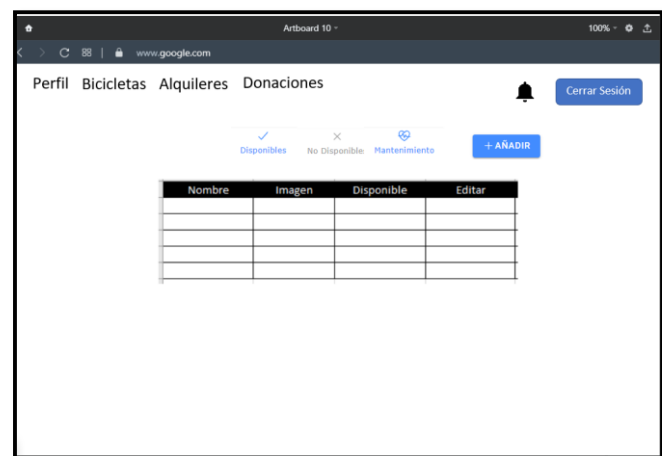 Artboard 10
100%
www.google.com
Perfil Bicicletas Alquileres Donaciones
Cerrar Sesión
Disponibles No Disponible Mantenimiento
+ AÑADIR
Nombre Imagen Disponible Editar